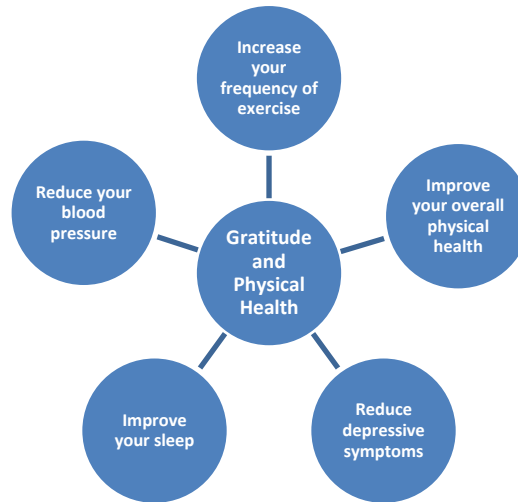 Increase
your
frequency of
exercise
Improve
your overall
physical
health
Reduce
depressive
symptoms
Improve
your sleep
Reduce your
blood
pressure
Gratitude
and
Physical
Health